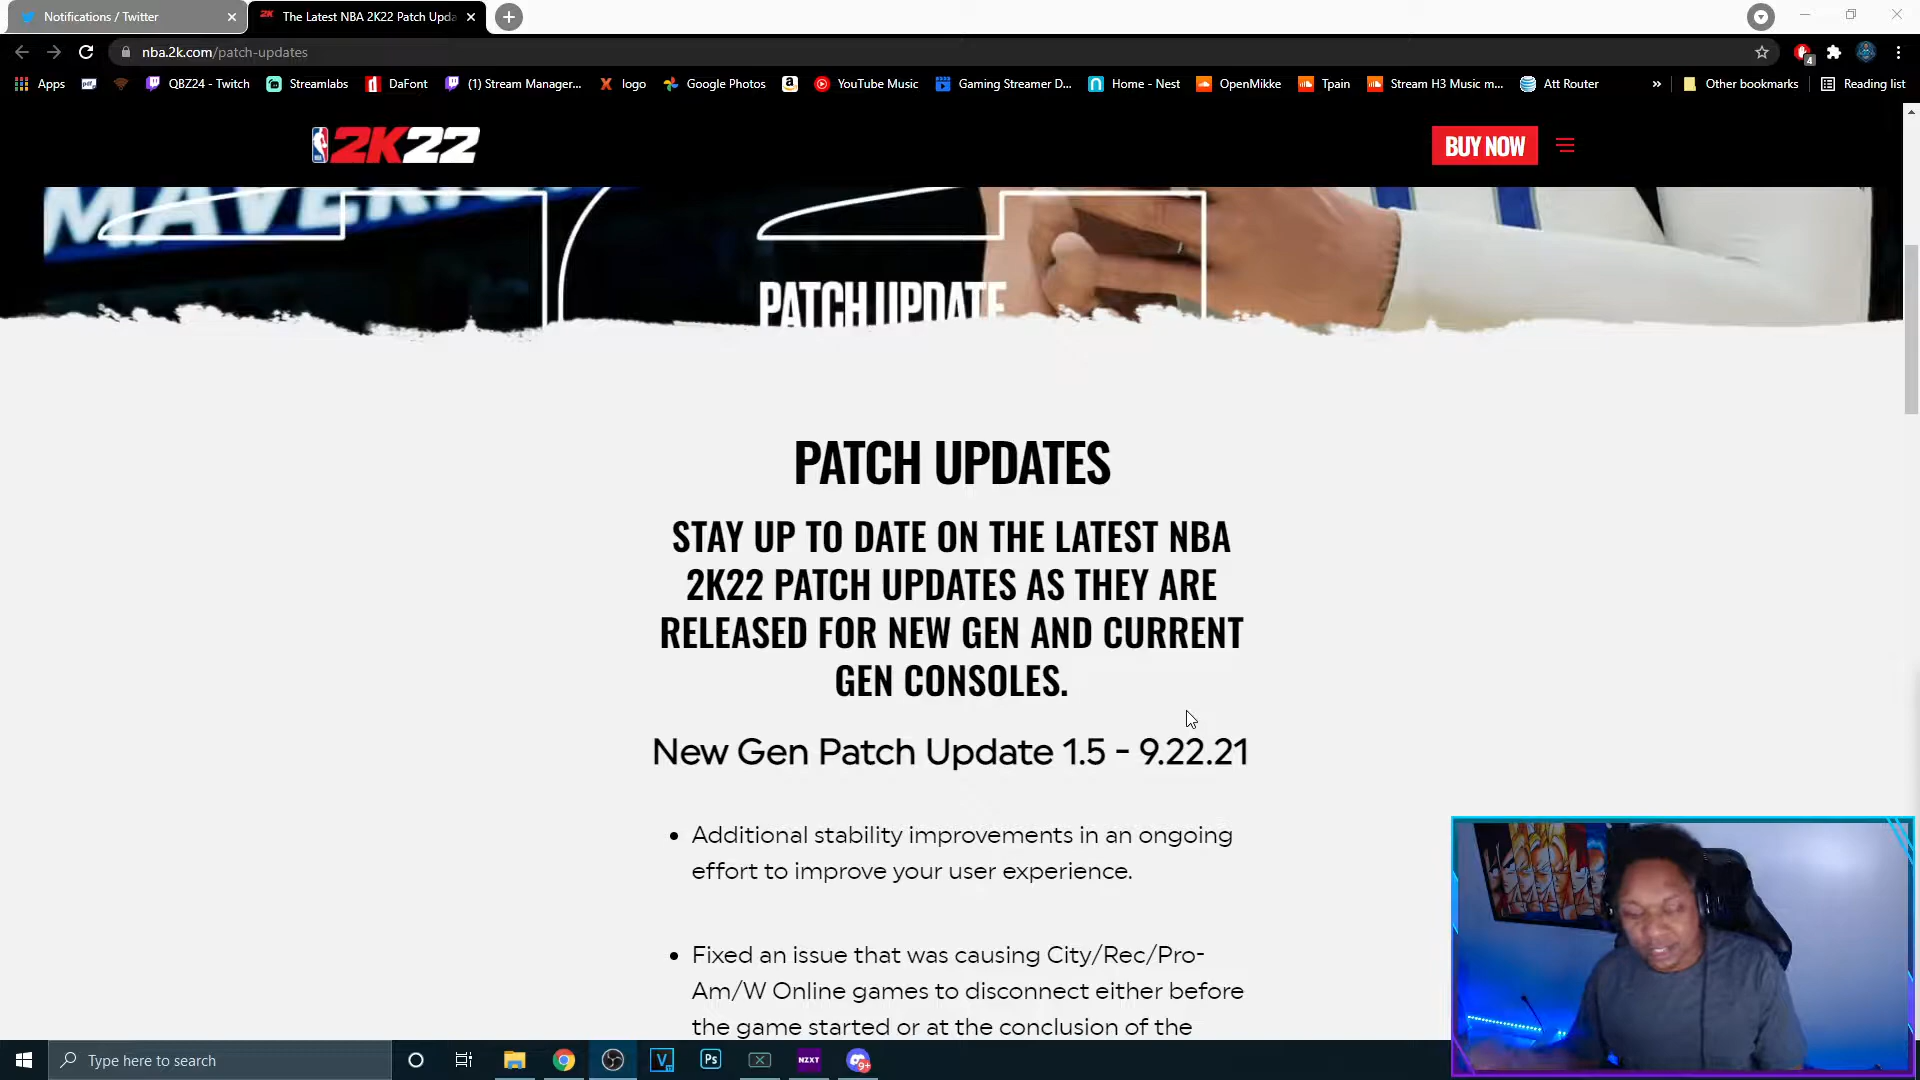 Notifications / Twitter
The Latest NBA 2K22 Patch Upda
nba.2k.com/patch-updates
4
Apps
QBZ24 - Twitch
Streamlabs
DaFont
(1) Stream Manager...
logo
Google Photos
YouTube Music
Gaming Streamer D...
Home - Nest
OpenMikke
Tpain
Stream H3 Music m...
Att Router
Other bookmarks
Reading list
2K22
BUY NOW
PATCH UPDATE
PATCH UPDATES
STAY UP TO DATE ON THE LATEST NBA
2K22 PATCH UPDATES AS THEY ARE
RELEASED FOR NEW GEN AND CURRENT
GEN CONSOLES.
New Gen Patch Update 1.5 - 9.22.21
• Additional stability improvements in an ongoing
effort to improve your user experience.
• Fixed an issue that was causing City/Rec/Pro-
Am/W Online games to disconnect either before
the game started or at the conclusion of the
Type here to search
Ps
NZXT
9+